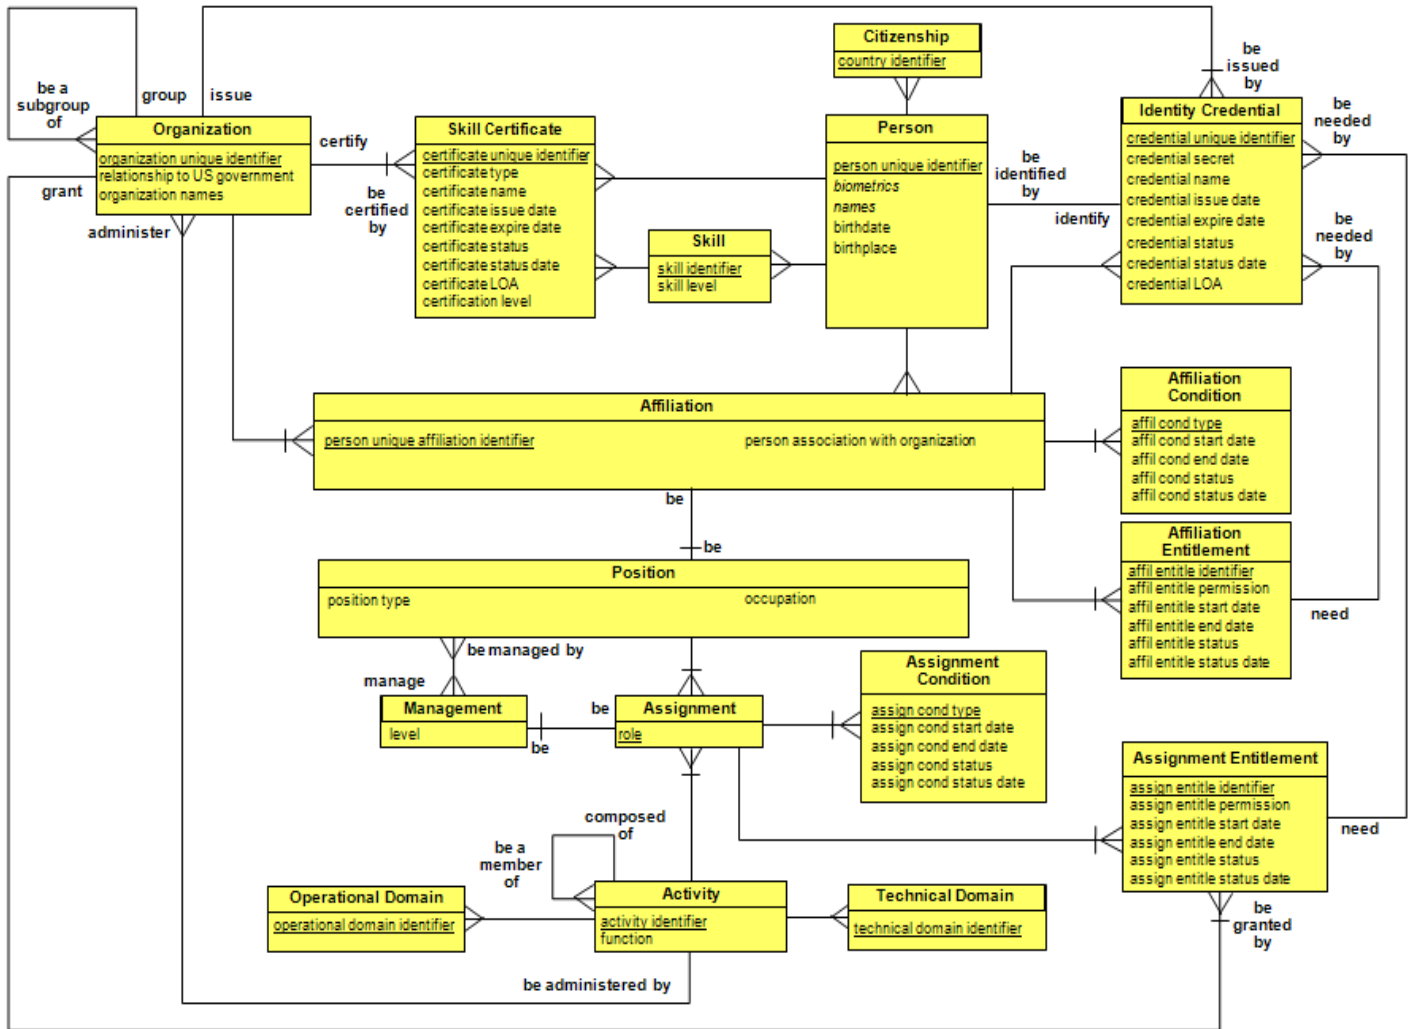 Citizenship
country identifier
be
issued
by
be a
subgroup
of
group
issue
Organization
organization unique identifier
relationship to US government
organization names
certify
be
certified
by
grant
administer
Skill Certificate
certificate unique identifier
certificate type
certificate name
certificate issue date
certificate expire date
certificate status
certificate status date
certificate LOA
certification level
Skill
skill identifier
skill level
Person
person unique identifier
biometrics
names
birthdate
birthplace
be
identified
by
identify
Identity Credential
credential unique identifier
credential secret
credential name
credential issue date
credential expire date
credential status
credential status date
credential LOA
be
needed
by
be
needed
by
Affiliation
person unique affiliation identifier
person association with organization
Affiliation
Condition
affil cond type
affil cond start date
affil cond end date
affil cond status
affil cond status date
be
be
Affiliation
Entitlement
affil entitle identifier
affil entitle permission
affil entitle start date
affil entitle end date
affil entitle status
affil entitle status date
need
Position
position type
occupation
be managed by
manage
Management
level
be
be
Assignment
role
Assignment
Condition
assign cond type
assign cond start date
assign cond end date
assign cond status
assign cond status date
Assignment Entitlement
assign entitle identifier
assign entitle permission
assign entitle start date
assign entitle end date
assign entitle status
assign entitle status date
need
be
granted
by
composed
of
be a
member
of
Operational Domain
operational domain identifier
Activity
activity identifier
function
Technical Domain
technical domain identifier
be administered by